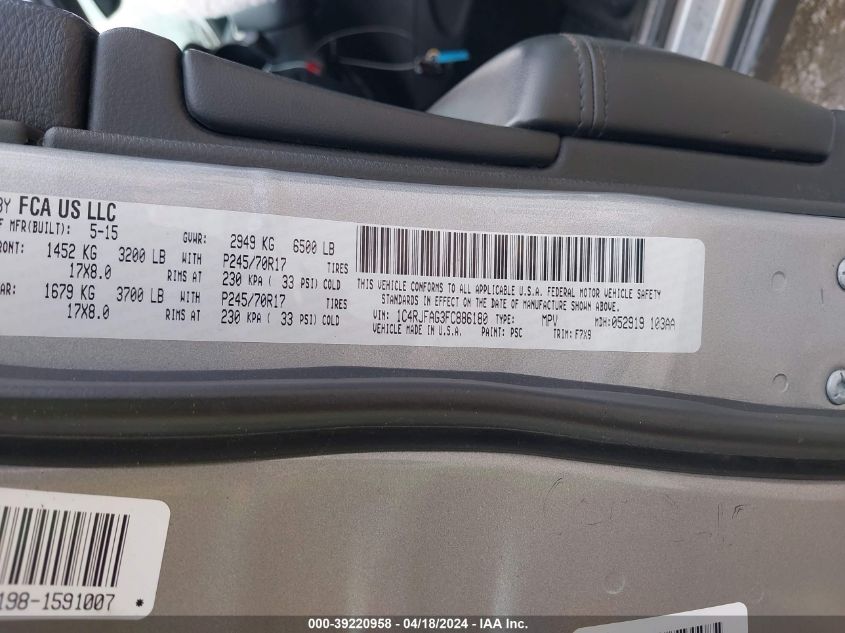 BY FCA US LLC
F MFR(BUILT): 5-15 GVWR: 2949 KG 6500 LB
RONT: 1452 KG 3200 LB WITH P245/70R17 TIRES
17X8.0 RIMS AT 230 KPA ( 33 PSI) COLD
AR: 1679 KG 3700 LB WITH P245/70R17 TIRES
17X8.0 RIMS AT 230 KPA ( 33 PSI) COLD
THIS VEHICLE CONFORMS TO ALL APPLICABLE U.S.A. FEDERAL MOTOR VEHICLE SAFETY
STANDARDS IN EFFECT ON THE DATE OF MANUFACTURE SHOWN ABOVE.
VIN: 1C4RJFAG3FC886180 TYPE: MPV MDH: 052919 103AA
VEHICLE MADE IN U.S.A. PAINT: PSC TRIM: F7X9
198-1591007 *
000-39220958 - 04/18/2024 - IAA Inc.